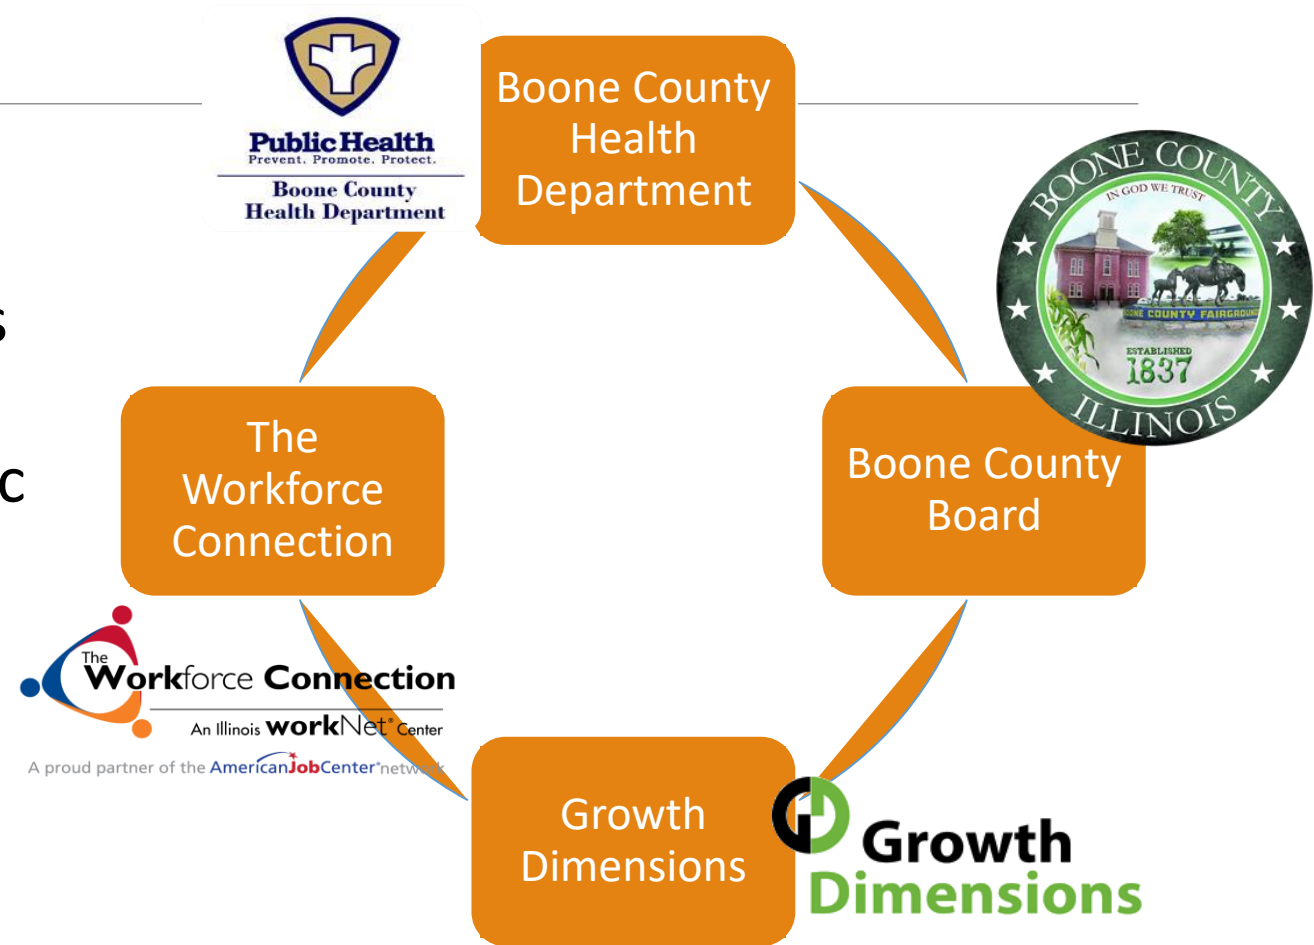 Public Health
Prevent. Promote. Protect.
Boone County
Health Department
Boone County
Health
Department
BOONE COUNTY
IN GOD WE TRUST
BOONE COUNTY FAIRGROUND
ESTABLISHED
1837
ILLINOIS
s
c
The
Workforce
Connection
Boone County
Board
The
Workforce Connection
An Illinois workNet® Center
A proud partner of the AmericanJobCenter® network
Growth
Dimensions
Growth
Dimensions